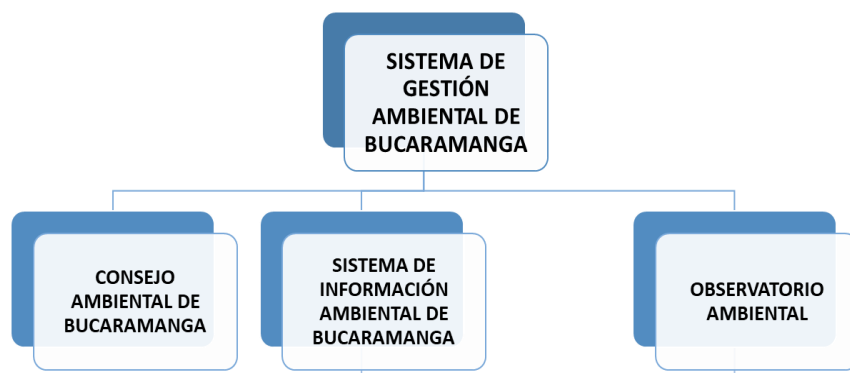 SISTEMA DE
GESTIÓN
AMBIENTAL DE
BUCARAMANGA
CONSEJO
AMBIENTAL DE
BUCARAMANGA
SISTEMA DE
INFORMACIÓN
AMBIENTAL DE
BUCARAMANGA
OBSERVATORIO
AMBIENTAL